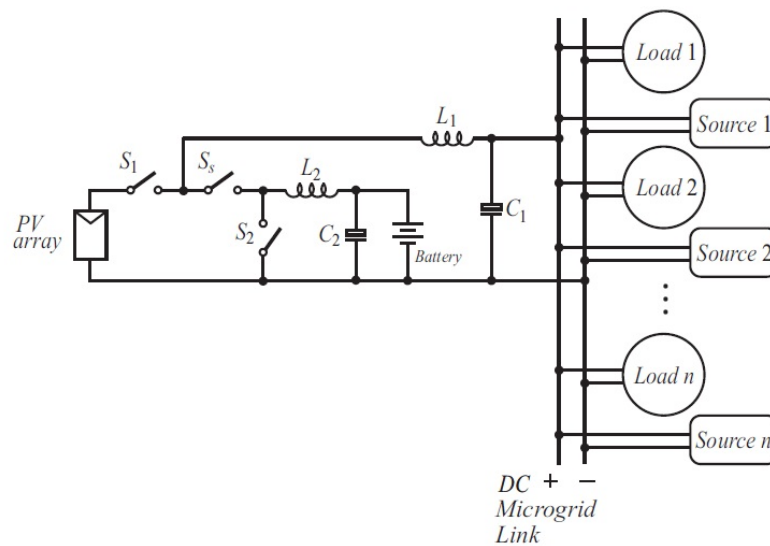 Load 1
L₁
Source 1
S₁
Sₛ
L₂
Load 2
PV
array
S₂
C₂
Battery
C₁
Source 2
Load n
Source n
DC + −
Microgrid
Link